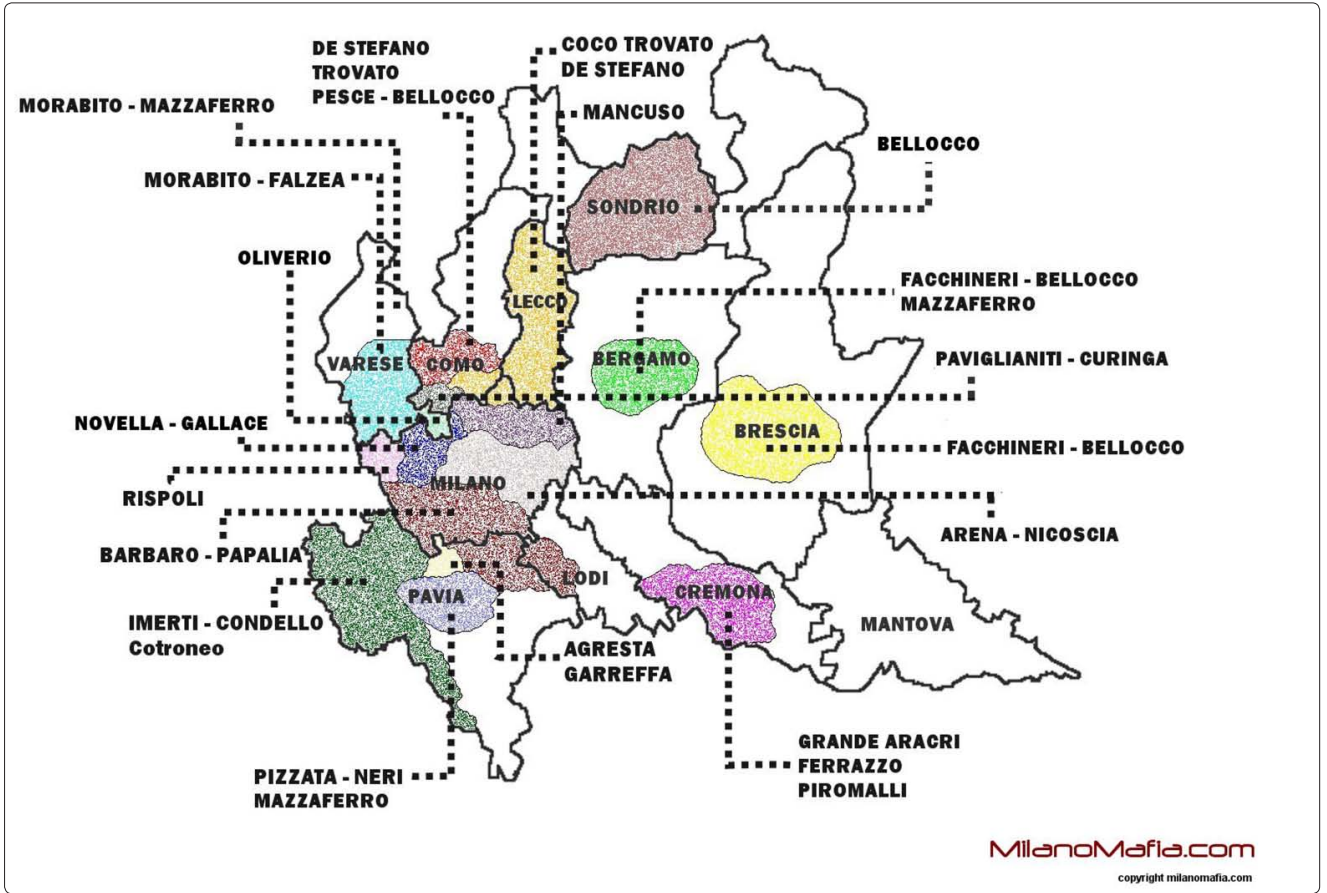 DE STEFANO
TROVATO
PESCE - BELLOCCO
COCO TROVATO
DE STEFANO
MORABITO - MAZZAFERRO
MANCUSO
BELLOCCO
MORABITO - FALZEA
SONDRIO
OLIVERIO
FACCHINERI - BELLOCCO
MAZZAFERRO
LECCO
VARESE
COMO
BERGAMO
PAVIGLIANITI - CURINGA
NOVELLA - GALLACE
BRESCIA
FACCHINERI - BELLOCCO
MILANO
RISPOLI
ARENA - NICOSCIA
BARBARO - PAPALIA
LODI
PAVIA
CREMONA
IMERTI - CONDELLO
Cotroneo
MANTOVA
AGRESTA
GARREFFA
GRANDE ARACRI
FERRAZZO
PIROMALLI
PIZZATA - NERI
MAZZAFERRO
MilanoMafia.com
copyright milanomafia.com